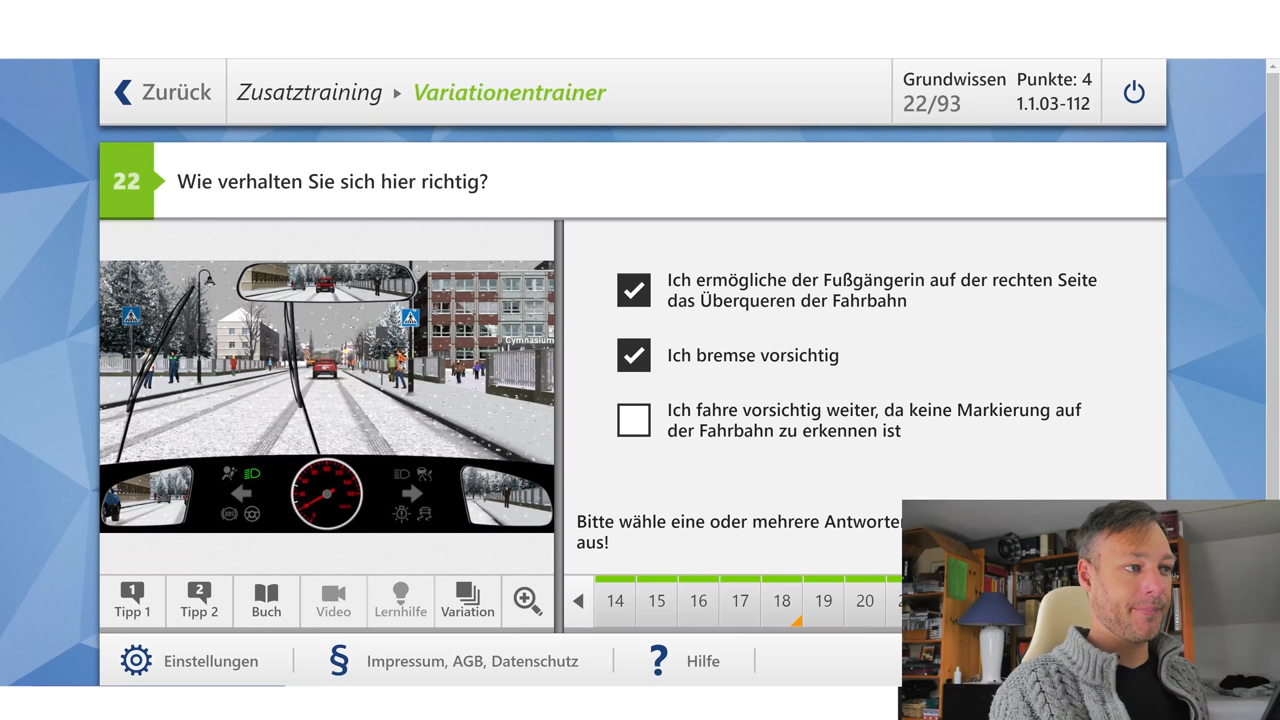 Zurück
Zusatztraining ▸ Variationentrainer
Grundwissen Punkte: 4
22/93 1.1.03-112
22 Wie verhalten Sie sich hier richtig?
Gymnasium
Ich ermögliche der Fußgängerin auf der rechten Seite
das Überqueren der Fahrbahn
Ich bremse vorsichtig
Ich fahre vorsichtig weiter, da keine Markierung auf
der Fahrbahn zu erkennen ist
Bitte wähle eine oder mehrere Antworten
aus!
1 2
Tipp 1 Tipp 2 Buch Video Lernhilfe Variation
14 15 16 17 18 19 20
Einstellungen § Impressum, AGB, Datenschutz ? Hilfe